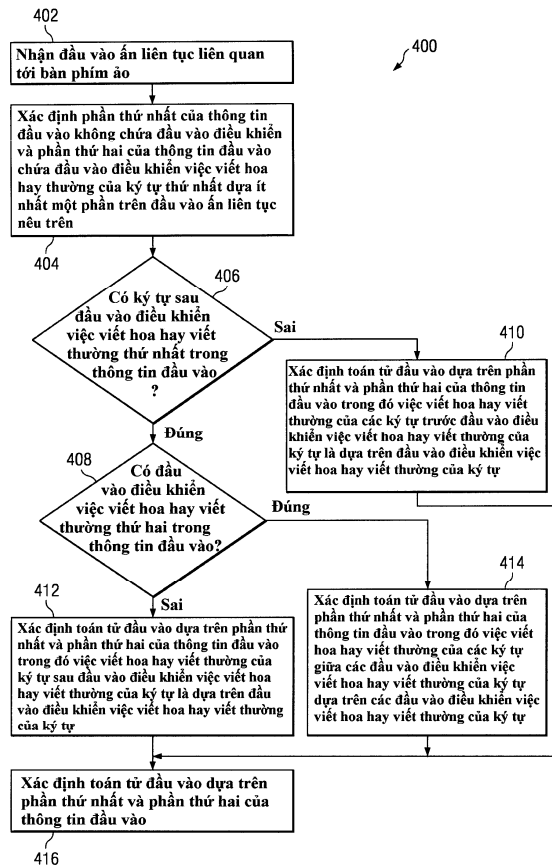 402
400
Nhận đầu vào ấn liên tục liên quan
tới bàn phím ảo
Xác định phần thứ nhất của thông tin
đầu vào không chứa đầu vào điều khiển
và phần thứ hai của thông tin đầu vào
chứa đầu vào điều khiển việc viết hoa
hay thường của ký tự thứ nhất dựa ít
nhất một phần trên đầu vào ấn liên tục
nêu trên
404
406
Có ký tự sau
đầu vào điều khiển
việc viết hoa hay viết
thường thứ nhất trong
thông tin đầu vào
?
Sai
410
Xác định toán tử đầu vào dựa trên phần
thứ nhất và phần thứ hai của thông tin
đầu vào trong đó việc viết hoa hay viết
thường của các ký tự trước đầu vào điều
khiển việc viết hoa hay viết thường của
ký tự là dựa trên đầu vào điều khiển việc
viết hoa hay viết thường của ký tự
Đúng
408
Có đầu
vào điều khiển
việc viết hoa hay viết
thường thứ hai trong
thông tin đầu vào?
Đúng
Sai
412
Xác định toán tử đầu vào dựa trên phần thứ
nhất và phần thứ hai của thông tin đầu vào
trong đó việc viết hoa hay viết thường của
ký tự sau đầu vào điều khiển việc viết hoa
hay viết thường của ký tự là dựa trên đầu
vào điều khiển việc viết hoa hay viết thường
của ký tự
414
Xác định toán tử đầu vào dựa trên
phần thứ nhất và phần thứ hai của
thông tin đầu vào trong đó việc viết
hoa hay viết thường của các ký tự
giữa các đầu vào điều khiển việc
viết hoa hay viết thường của ký tự
dựa trên các đầu vào điều khiển việc
viết hoa hay viết thường của ký tự
Xác định toán tử đầu vào dựa trên
phần thứ nhất và phần thứ hai của
thông tin đầu vào
416